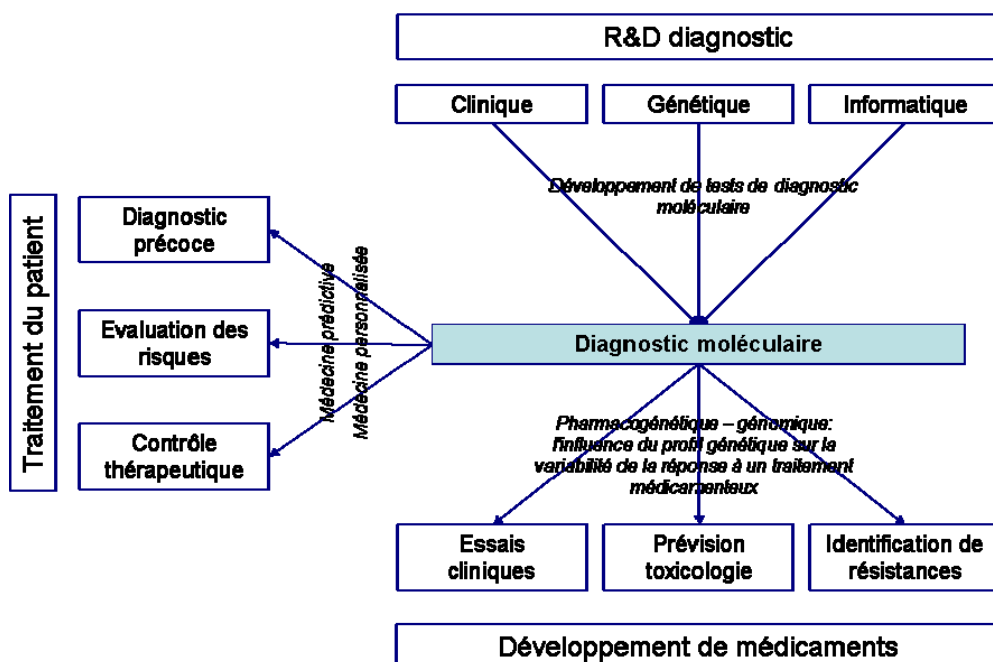 R&D diagnostic
Clinique
Génétique
Informatique
Développement de tests de diagnostic
moléculaire
Traitement du patient
Diagnostic
précoce
Evaluation des
risques
Contrôle
thérapeutique
Médecine prédictive
Médecine personnalisée
Diagnostic moléculaire
Pharmacogénétique – génomique:
l'influence du profil génétique sur la
variabilité de la réponse à un traitement
médicamenteux
Essais
cliniques
Prévision
toxicologie
Identification de
résistances
Développement de médicaments